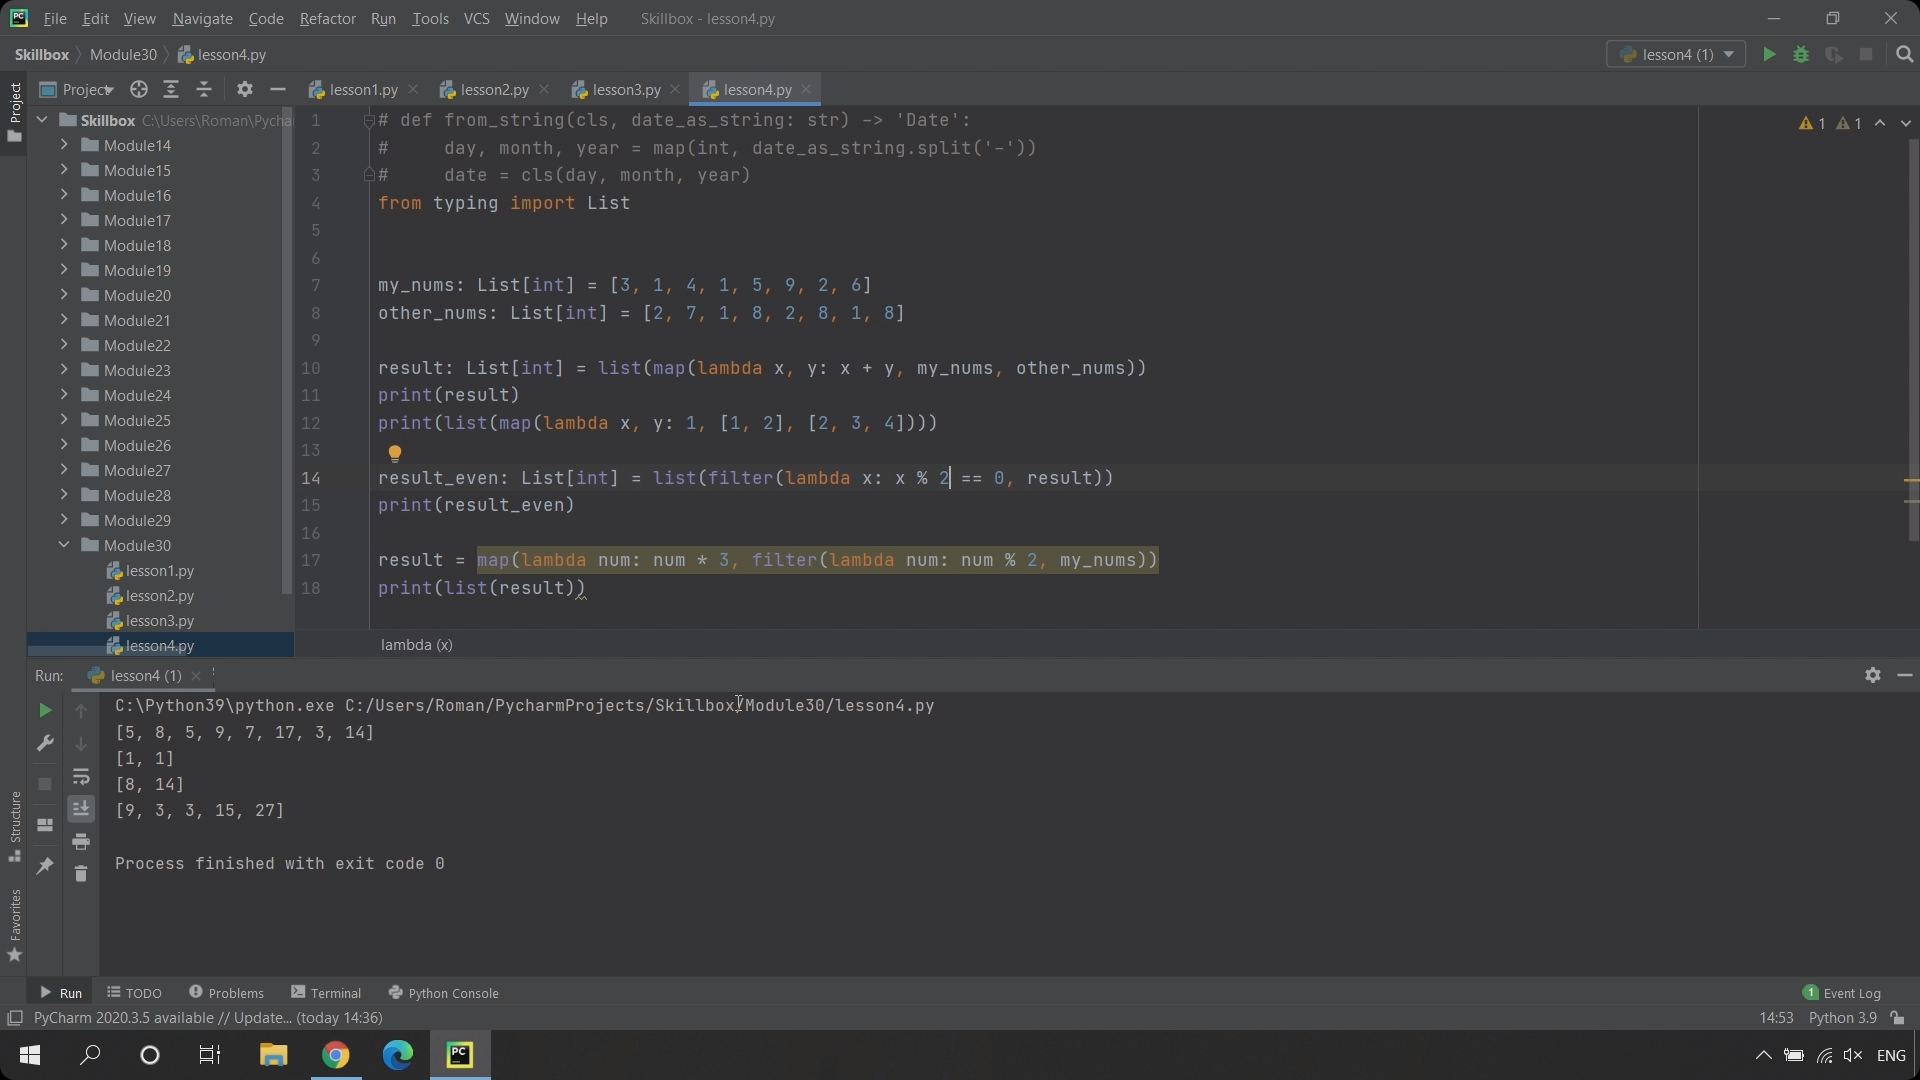 File Edit View Navigate Code Refactor Run Tools VCS Window Help Skillbox - lesson4.py
Skillbox Module30 lesson4.py lesson4 (1)
Project lesson1.py lesson2.py lesson3.py lesson4.py
Project
Skillbox C:\Users\Roman\Pycha
Module14
Module15
Module16
Module17
Module18
Module19
Module20
Module21
Module22
Module23
Module24
Module25
Module26
Module27
Module28
Module29
Module30
lesson1.py
lesson2.py
lesson3.py
lesson4.py
1 # def from_string(cls, date_as_string: str) -> 'Date':
2 #     day, month, year = map(int, date_as_string.split('-'))
3 #     date = cls(day, month, year)
4 from typing import List
5
6
7 my_nums: List[int] = [3, 1, 4, 1, 5, 9, 2, 6]
8 other_nums: List[int] = [2, 7, 1, 8, 2, 8, 1, 8]
9
10 result: List[int] = list(map(lambda x, y: x + y, my_nums, other_nums))
11 print(result)
12 print(list(map(lambda x, y: 1, [1, 2], [2, 3, 4])))
13
14 result_even: List[int] = list(filter(lambda x: x % 2 == 0, result))
15 print(result_even)
16
17 result = map(lambda num: num * 3, filter(lambda num: num % 2, my_nums))
18 print(list(result))
1 1
lambda (x)
Run: lesson4 (1)
C:\Python39\python.exe C:/Users/Roman/PycharmProjects/Skillbox/Module30/lesson4.py
[5, 8, 5, 9, 7, 17, 3, 14]
[1, 1]
[8, 14]
[9, 3, 3, 15, 27]
Process finished with exit code 0
Structure
Favorites
Run TODO Problems Terminal Python Console 1 Event Log
PyCharm 2020.3.5 available // Update... (today 14:36) 14:53 Python 3.9
PC ENG